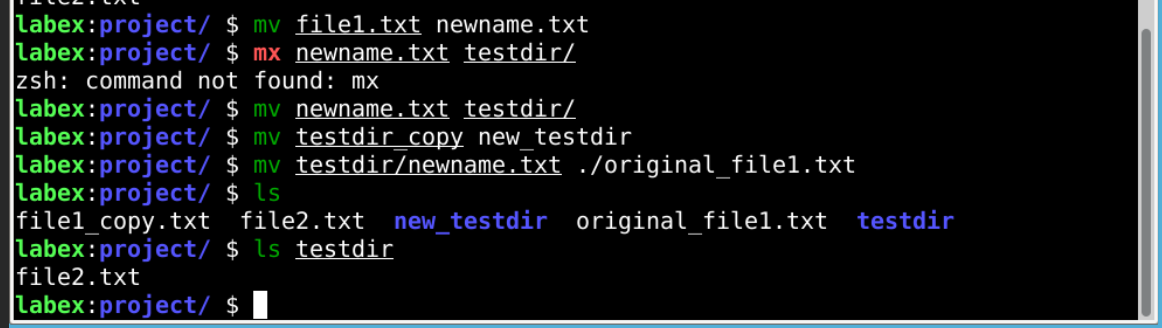 file2.txt
labex:project/ $ mv file1.txt newname.txt
labex:project/ $ mx newname.txt testdir/
zsh: command not found: mx
labex:project/ $ mv newname.txt testdir/
labex:project/ $ mv testdir_copy new_testdir
labex:project/ $ mv testdir/newname.txt ./original_file1.txt
labex:project/ $ ls
file1_copy.txt  file2.txt  new_testdir  original_file1.txt  testdir
labex:project/ $ ls testdir
file2.txt
labex:project/ $